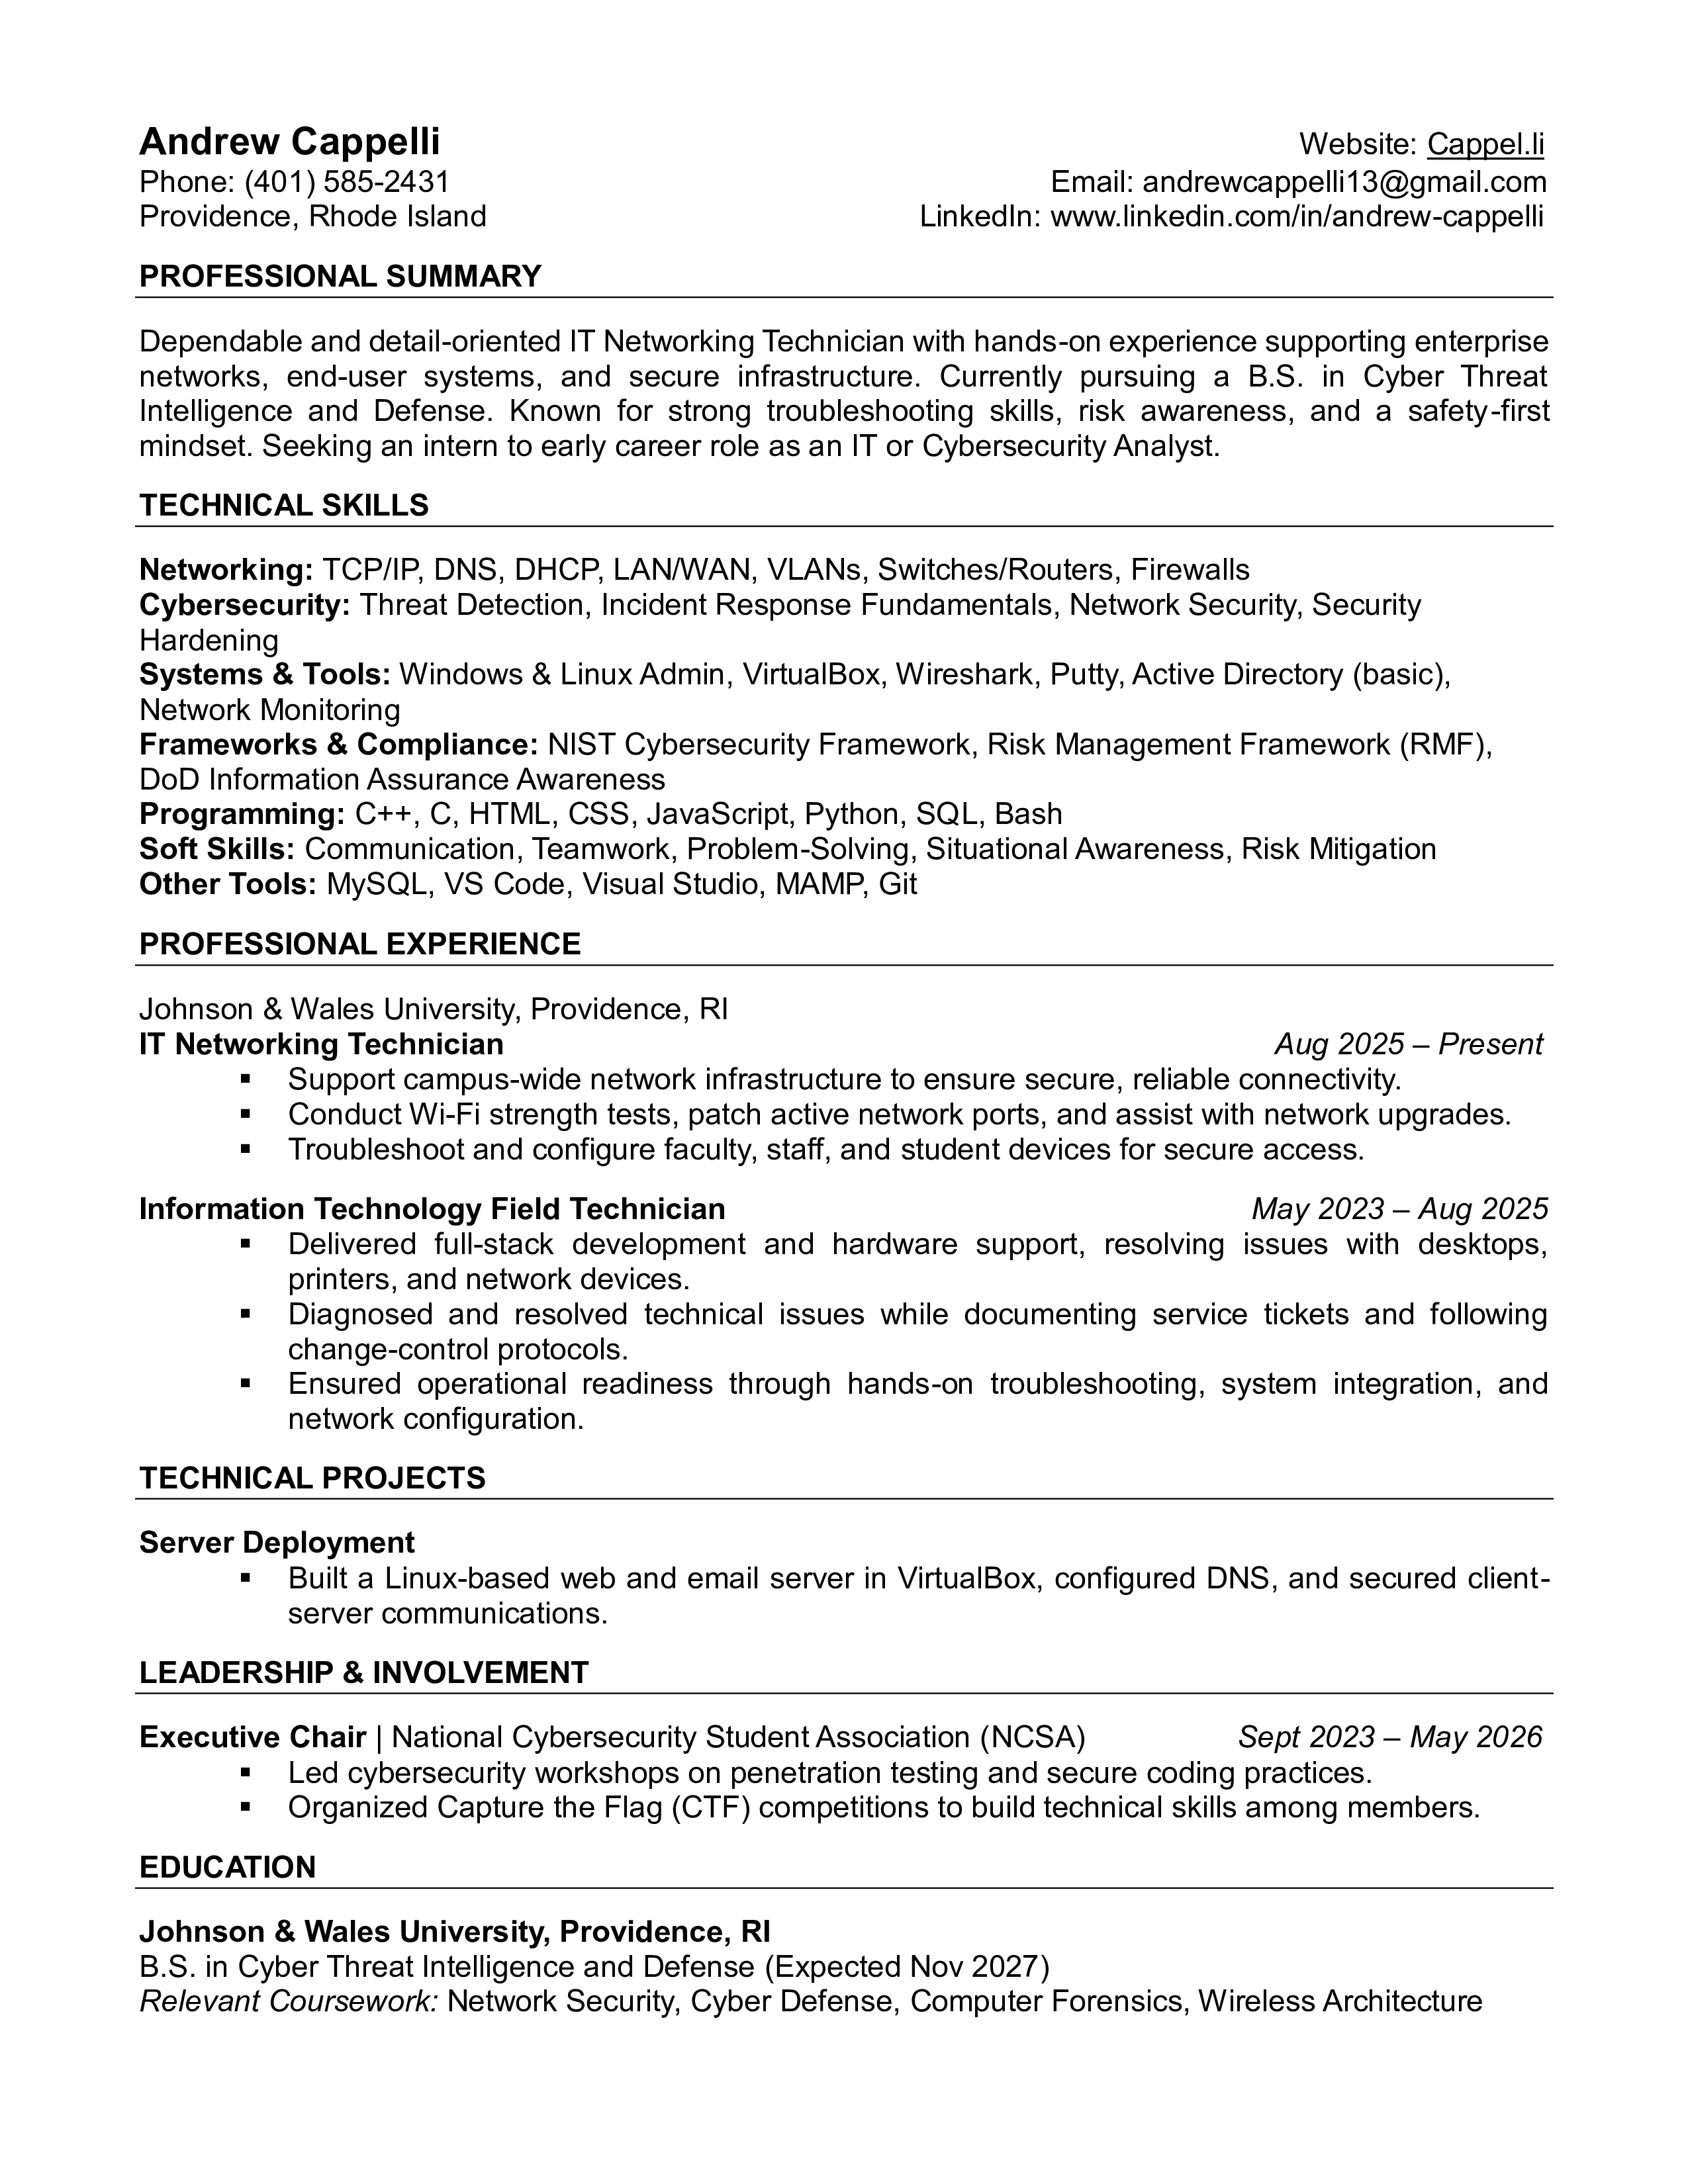 Andrew Cappelli Website: Cappel.li
Phone: (401) 585-2431 Email: andrewcappelli13@gmail.com
Providence, Rhode Island LinkedIn: www.linkedin.com/in/andrew-cappelli
PROFESSIONAL SUMMARY
Dependable and detail-oriented IT Networking Technician with hands-on experience supporting enterprise
networks, end-user systems, and secure infrastructure. Currently pursuing a B.S. in Cyber Threat
Intelligence and Defense. Known for strong troubleshooting skills, risk awareness, and a safety-first
mindset. Seeking an intern to early career role as an IT or Cybersecurity Analyst.
TECHNICAL SKILLS
Networking: TCP/IP, DNS, DHCP, LAN/WAN, VLANs, Switches/Routers, Firewalls
Cybersecurity: Threat Detection, Incident Response Fundamentals, Network Security, Security
Hardening
Systems & Tools: Windows & Linux Admin, VirtualBox, Wireshark, Putty, Active Directory (basic),
Network Monitoring
Frameworks & Compliance: NIST Cybersecurity Framework, Risk Management Framework (RMF),
DoD Information Assurance Awareness
Programming: C++, C, HTML, CSS, JavaScript, Python, SQL, Bash
Soft Skills: Communication, Teamwork, Problem-Solving, Situational Awareness, Risk Mitigation
Other Tools: MySQL, VS Code, Visual Studio, MAMP, Git
PROFESSIONAL EXPERIENCE
Johnson & Wales University, Providence, RI
IT Networking Technician Aug 2025 – Present
▪ Support campus-wide network infrastructure to ensure secure, reliable connectivity.
▪ Conduct Wi-Fi strength tests, patch active network ports, and assist with network upgrades.
▪ Troubleshoot and configure faculty, staff, and student devices for secure access.
Information Technology Field Technician May 2023 – Aug 2025
▪ Delivered full-stack development and hardware support, resolving issues with desktops,
printers, and network devices.
▪ Diagnosed and resolved technical issues while documenting service tickets and following
change-control protocols.
▪ Ensured operational readiness through hands-on troubleshooting, system integration, and
network configuration.
TECHNICAL PROJECTS
Server Deployment
▪ Built a Linux-based web and email server in VirtualBox, configured DNS, and secured client-
server communications.
LEADERSHIP & INVOLVEMENT
Executive Chair | National Cybersecurity Student Association (NCSA) Sept 2023 – May 2026
▪ Led cybersecurity workshops on penetration testing and secure coding practices.
▪ Organized Capture the Flag (CTF) competitions to build technical skills among members.
EDUCATION
Johnson & Wales University, Providence, RI
B.S. in Cyber Threat Intelligence and Defense (Expected Nov 2027)
Relevant Coursework: Network Security, Cyber Defense, Computer Forensics, Wireless Architecture